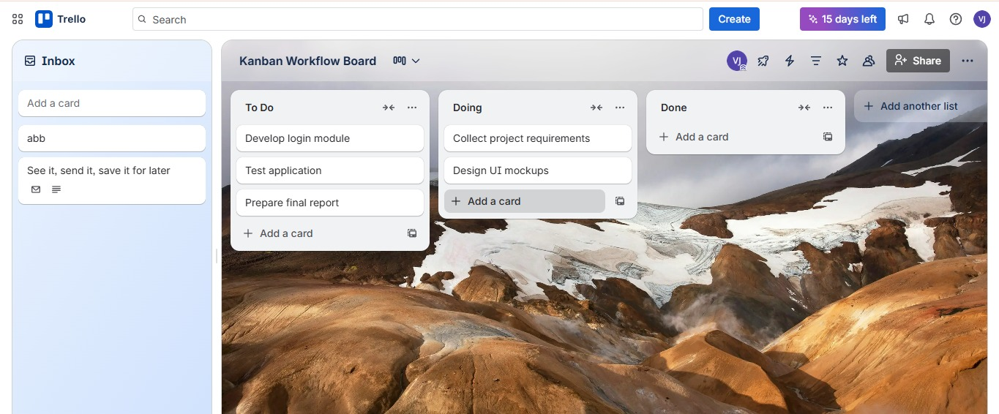 Trello
Search
Create
15 days left
VJ
Inbox
Add a card
abb
See it, send it, save it for later
Kanban Workflow Board
VJ
Share
To Do
Develop login module
Test application
Prepare final report
Add a card
Doing
Collect project requirements
Design UI mockups
Add a card
Done
Add a card
Add another list